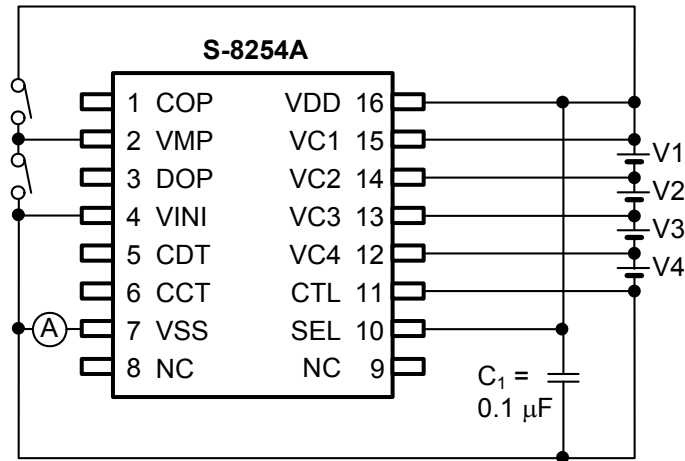 S-8254A
1 COP VDD 16
2 VMP VC1 15
3 DOP VC2 14
4 VINI VC3 13
5 CDT VC4 12
6 CCT CTL 11
7 VSS SEL 10
8 NC NC 9
A
V1
V2
V3
V4
C1 =
0.1 μF